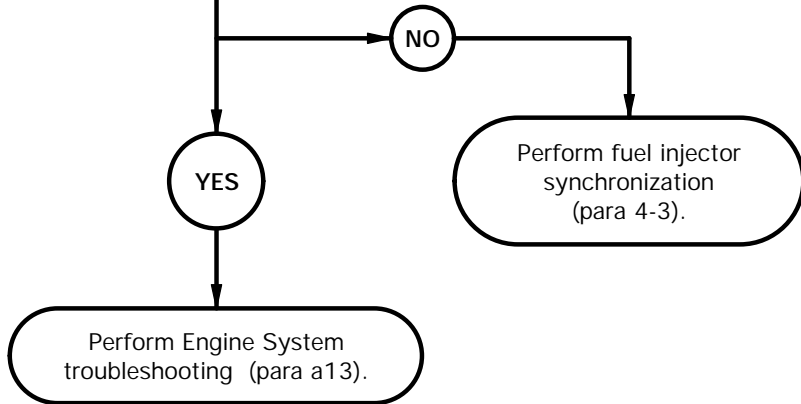 NO
Perform fuel injector
synchronization
(para 4-3).
YES
Perform Engine System
troubleshooting (para a13).